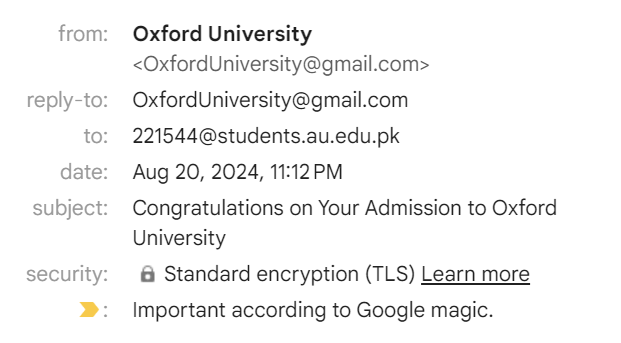 from: Oxford University
<OxfordUniversity@gmail.com>
reply-to: OxfordUniversity@gmail.com
to: 221544@students.au.edu.pk
date: Aug 20, 2024, 11:12 PM
subject: Congratulations on Your Admission to Oxford
University
security: Standard encryption (TLS) Learn more
: Important according to Google magic.